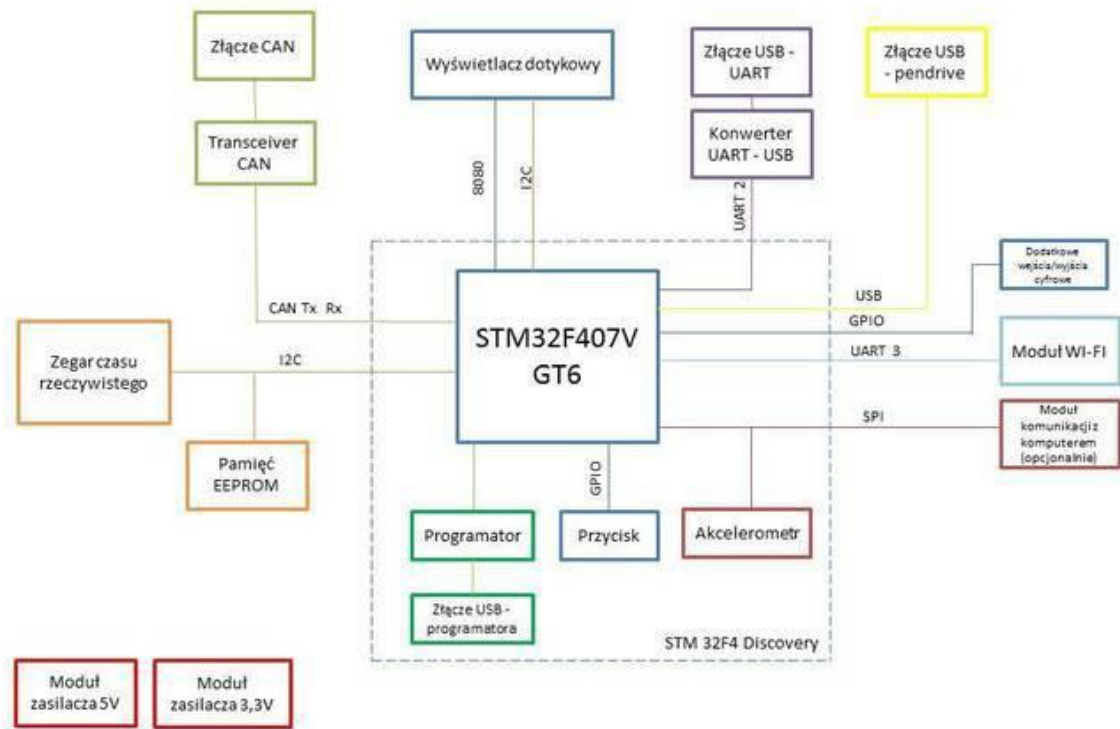 Złącze CAN
Wyświetlacz dotykowy
Złącze USB -
UART
Złącze USB
- pendrive
Transceiver
CAN
Konwerter
UART - USB
8080
I2C
UART 2
Dodatkowe
wejścia/wyjścia
cyfrowe
CAN Tx Rx
USB
GPIO
STM32F407V
GT6
Zegar czasu
rzeczywistego
I2C
UART 3
Moduł WI-FI
SPI
Moduł
komunikacji z
komputerem
(opcjonalnie)
Pamięć
EEPROM
GPIO
Programator
Przycisk
Akcelerometr
Złącze USB -
programatora
STM 32F4 Discovery
Moduł
zasilacza 5V
Moduł
zasilacza 3,3V